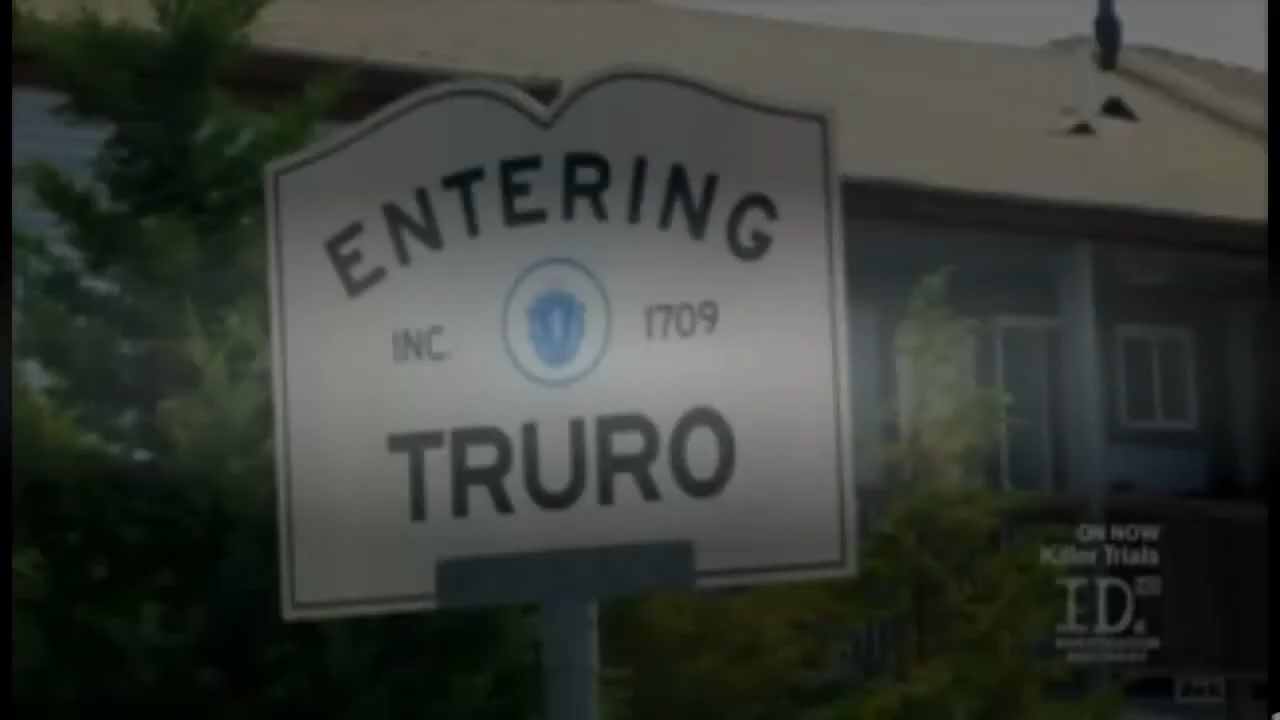 ENTERING
INC. 1709
TRURO
ON NOW
Killer Trials
ID.